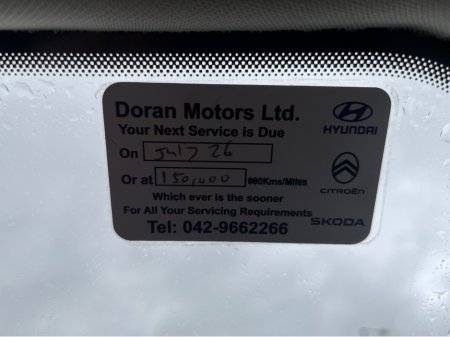 Doran Motors Ltd.
HYUNDAI
Your Next Service is Due
On July 26
Or at 150,000 000Kms/Miles
CITROËN
Which ever is the sooner
For All Your Servicing Requirements
ŠKODA
Tel: 042-9662266